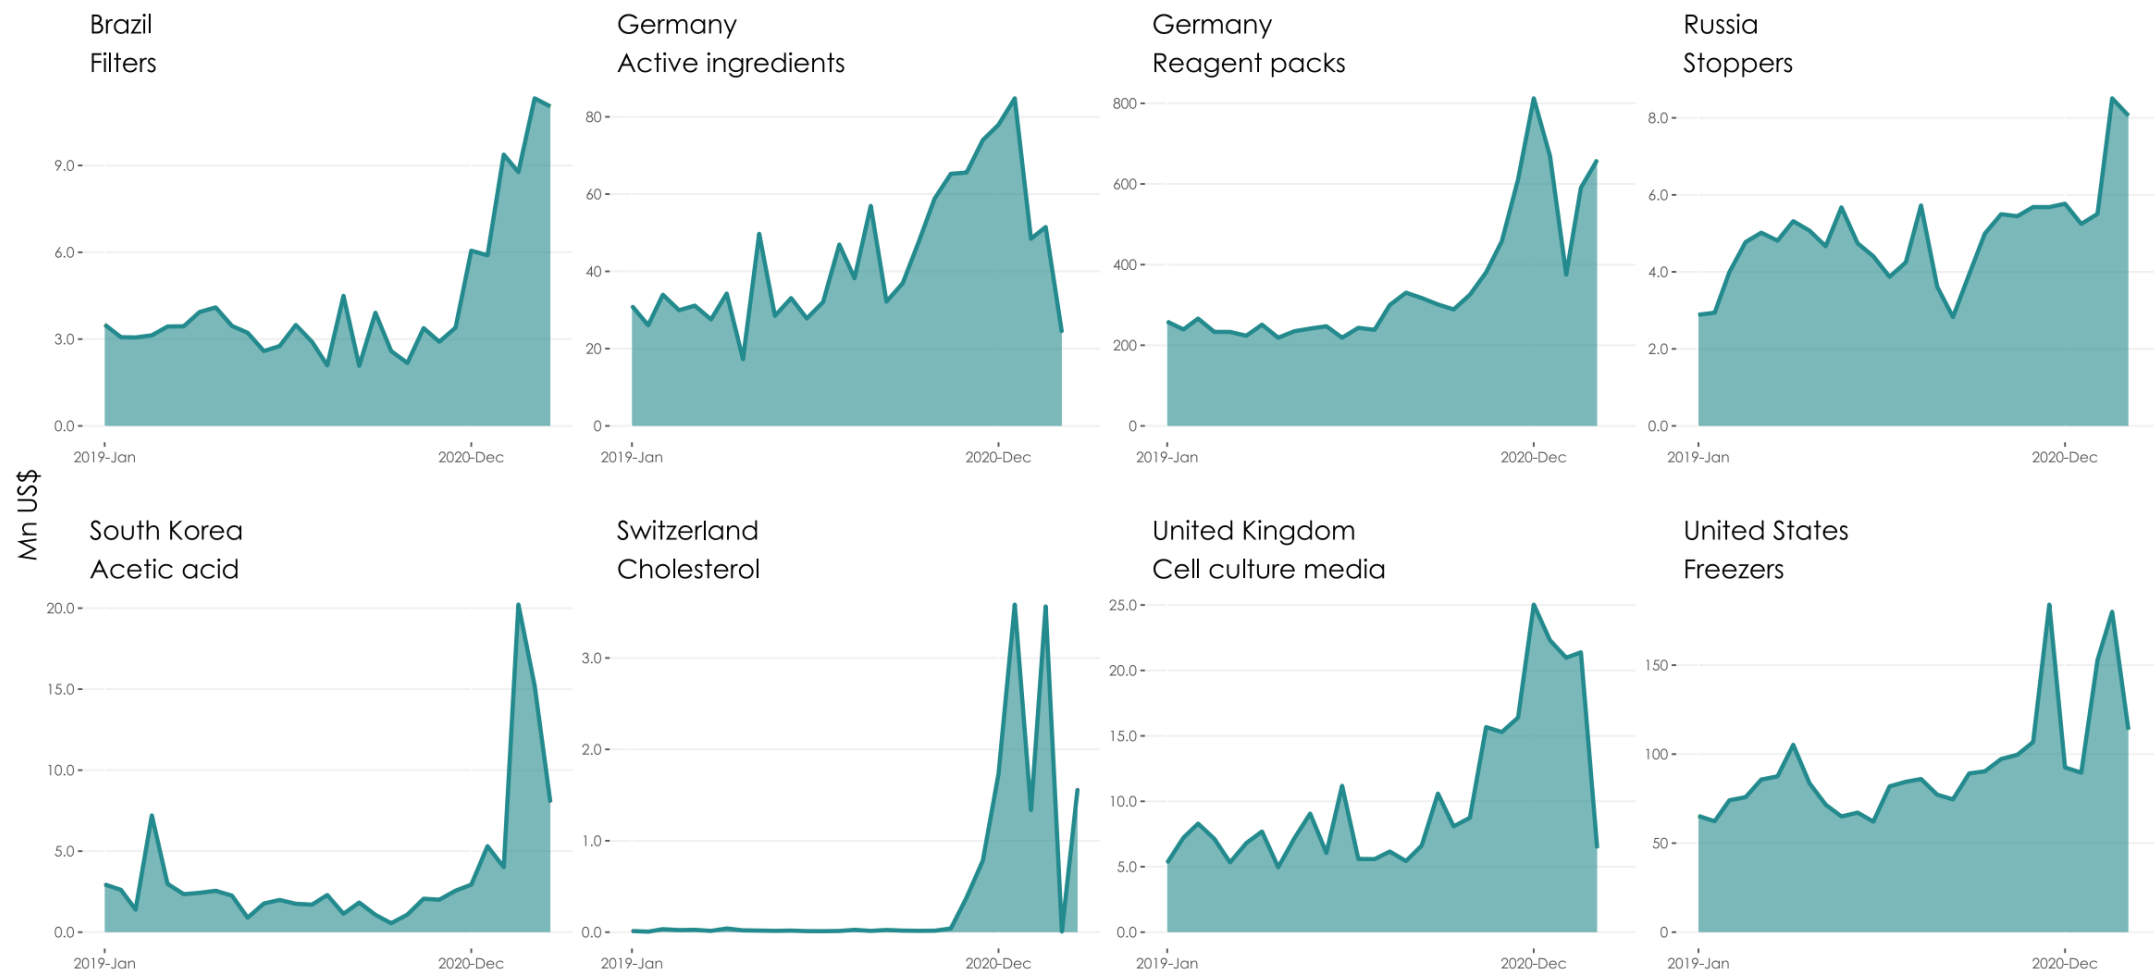 Brazil
Filters
9.0
6.0
3.0
0.0
2019-Jan
2020-Dec
Germany
Active ingredients
80
60
40
20
0
2019-Jan
2020-Dec
Germany
Reagent packs
800
600
400
200
0
2019-Jan
2020-Dec
Russia
Stoppers
8.0
6.0
4.0
2.0
0.0
2019-Jan
2020-Dec
Mn US$
South Korea
Acetic acid
20.0
15.0
10.0
5.0
0.0
2019-Jan
2020-Dec
Switzerland
Cholesterol
3.0
2.0
1.0
0.0
2019-Jan
2020-Dec
United Kingdom
Cell culture media
25.0
20.0
15.0
10.0
5.0
0.0
2019-Jan
2020-Dec
United States
Freezers
150
100
50
0
2019-Jan
2020-Dec